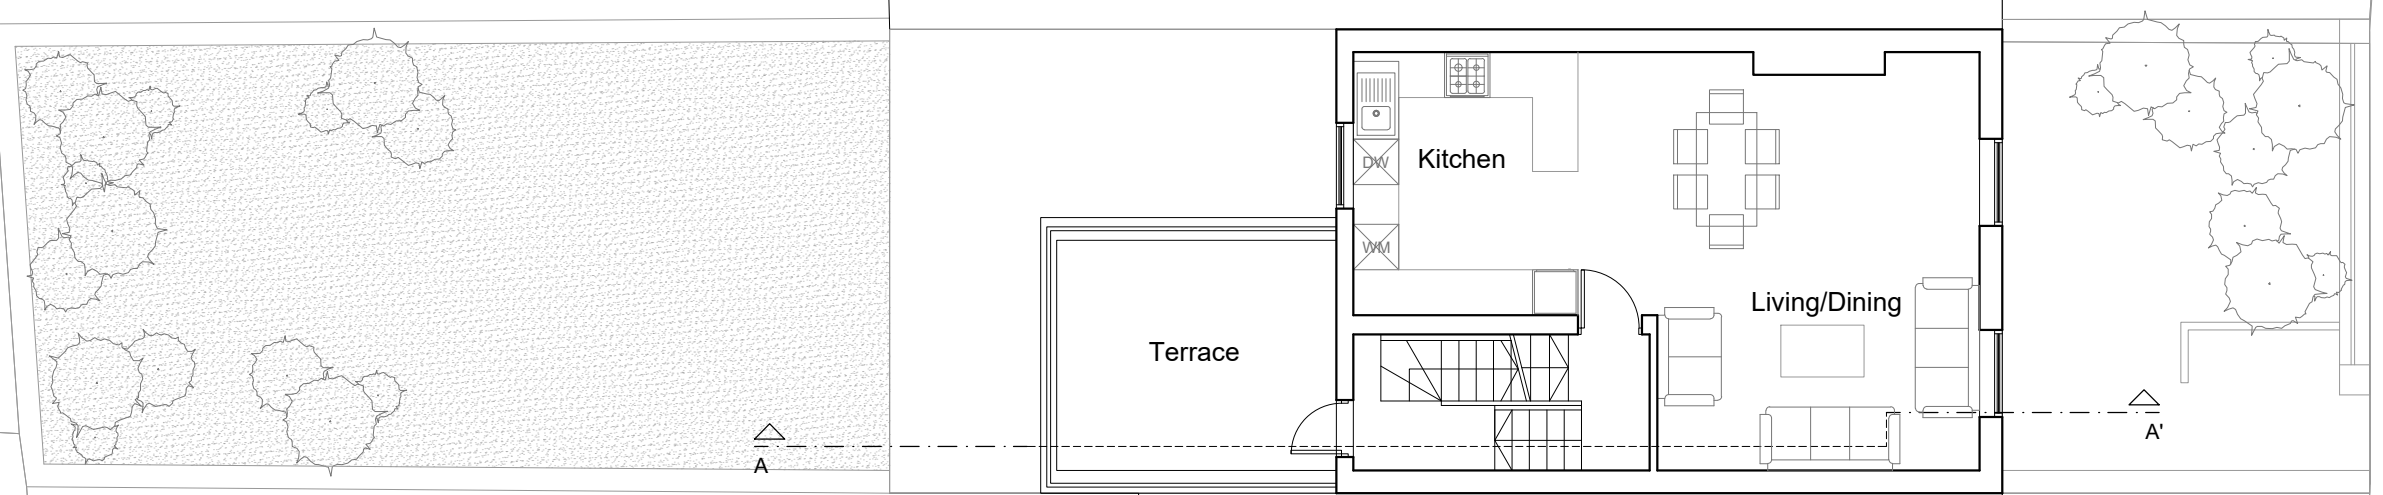 DW
Kitchen
WM
Living/Dining
Terrace
A
A'